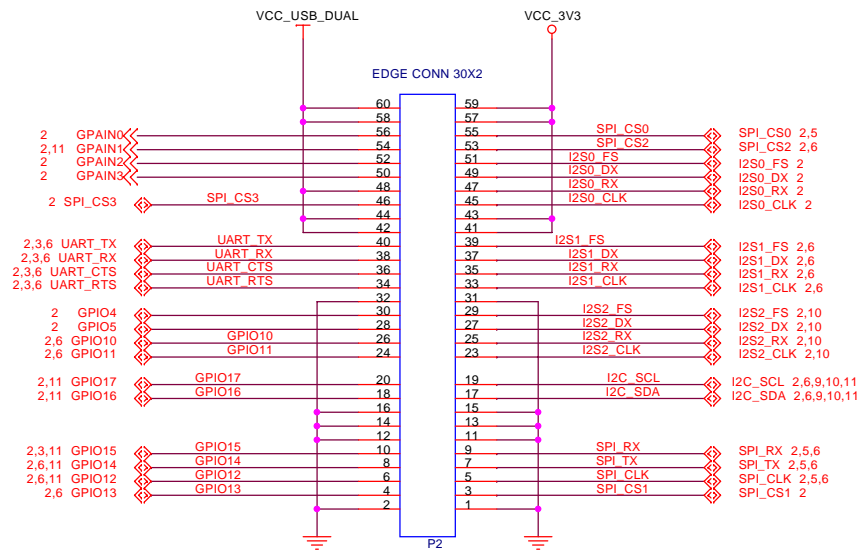 VCC_USB_DUAL VCC_3V3
EDGE CONN 30X2
60 59
58 57
2 GPAIN0 56 55 SPI_CS0 SPI_CS0 2,5
2,11 GPAIN1 54 53 SPI_CS2 SPI_CS2 2,6
2 GPAIN2 52 51 I2S0_FS I2S0_FS 2
2 GPAIN3 50 49 I2S0_DX I2S0_DX 2
48 47 I2S0_RX I2S0_RX 2
2 SPI_CS3 SPI_CS3 46 45 I2S0_CLK I2S0_CLK 2
44 43
42 41
2,3,6 UART_TX UART_TX 40 39 I2S1_FS I2S1_FS 2,6
2,3,6 UART_RX UART_RX 38 37 I2S1_DX I2S1_DX 2,6
2,3,6 UART_CTS UART_CTS 36 35 I2S1_RX I2S1_RX 2,6
2,3,6 UART_RTS UART_RTS 34 33 I2S1_CLK I2S1_CLK 2,6
32 31
2 GPIO4 30 29 I2S2_FS I2S2_FS 2,10
2 GPIO5 28 27 I2S2_DX I2S2_DX 2,10
2,6 GPIO10 GPIO10 26 25 I2S2_RX I2S2_RX 2,10
2,6 GPIO11 GPIO11 24 23 I2S2_CLK I2S2_CLK 2,10
2,11 GPIO17 GPIO17 20 19 I2C_SCL I2C_SCL 2,6,9,10,11
2,11 GPIO16 GPIO16 18 17 I2C_SDA I2C_SDA 2,6,9,10,11
16 15
14 13
12 11
2,3,11 GPIO15 GPIO15 10 9 SPI_RX SPI_RX 2,5,6
2,6,11 GPIO14 GPIO14 8 7 SPI_TX SPI_TX 2,5,6
2,6,11 GPIO12 GPIO12 6 5 SPI_CLK SPI_CLK 2,5,6
2,6 GPIO13 GPIO13 4 3 SPI_CS1 SPI_CS1 2
2 1
P2